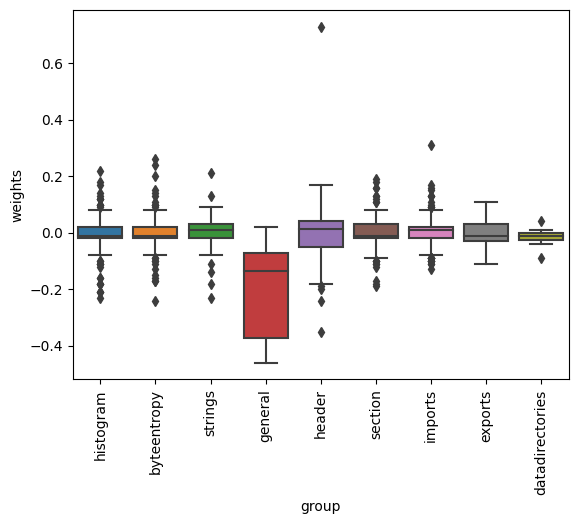 weights
0.6
0.4
0.2
0.0
−0.2
−0.4
histogram
byteentropy
strings
general
header
section
imports
exports
datadirectories
group